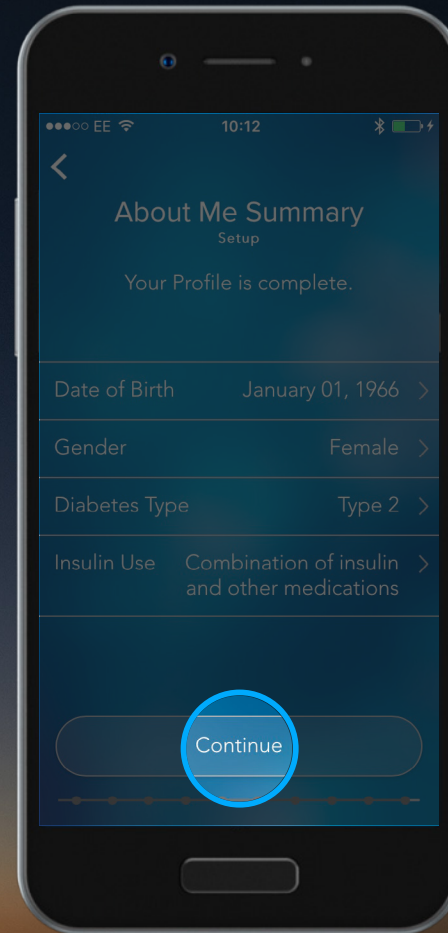 EE 10:12
About Me Summary
Setup
Your Profile is complete.
Date of Birth January 01, 1966
Gender Female
Diabetes Type Type 2
Insulin Use Combination of insulin
and other medications
Continue